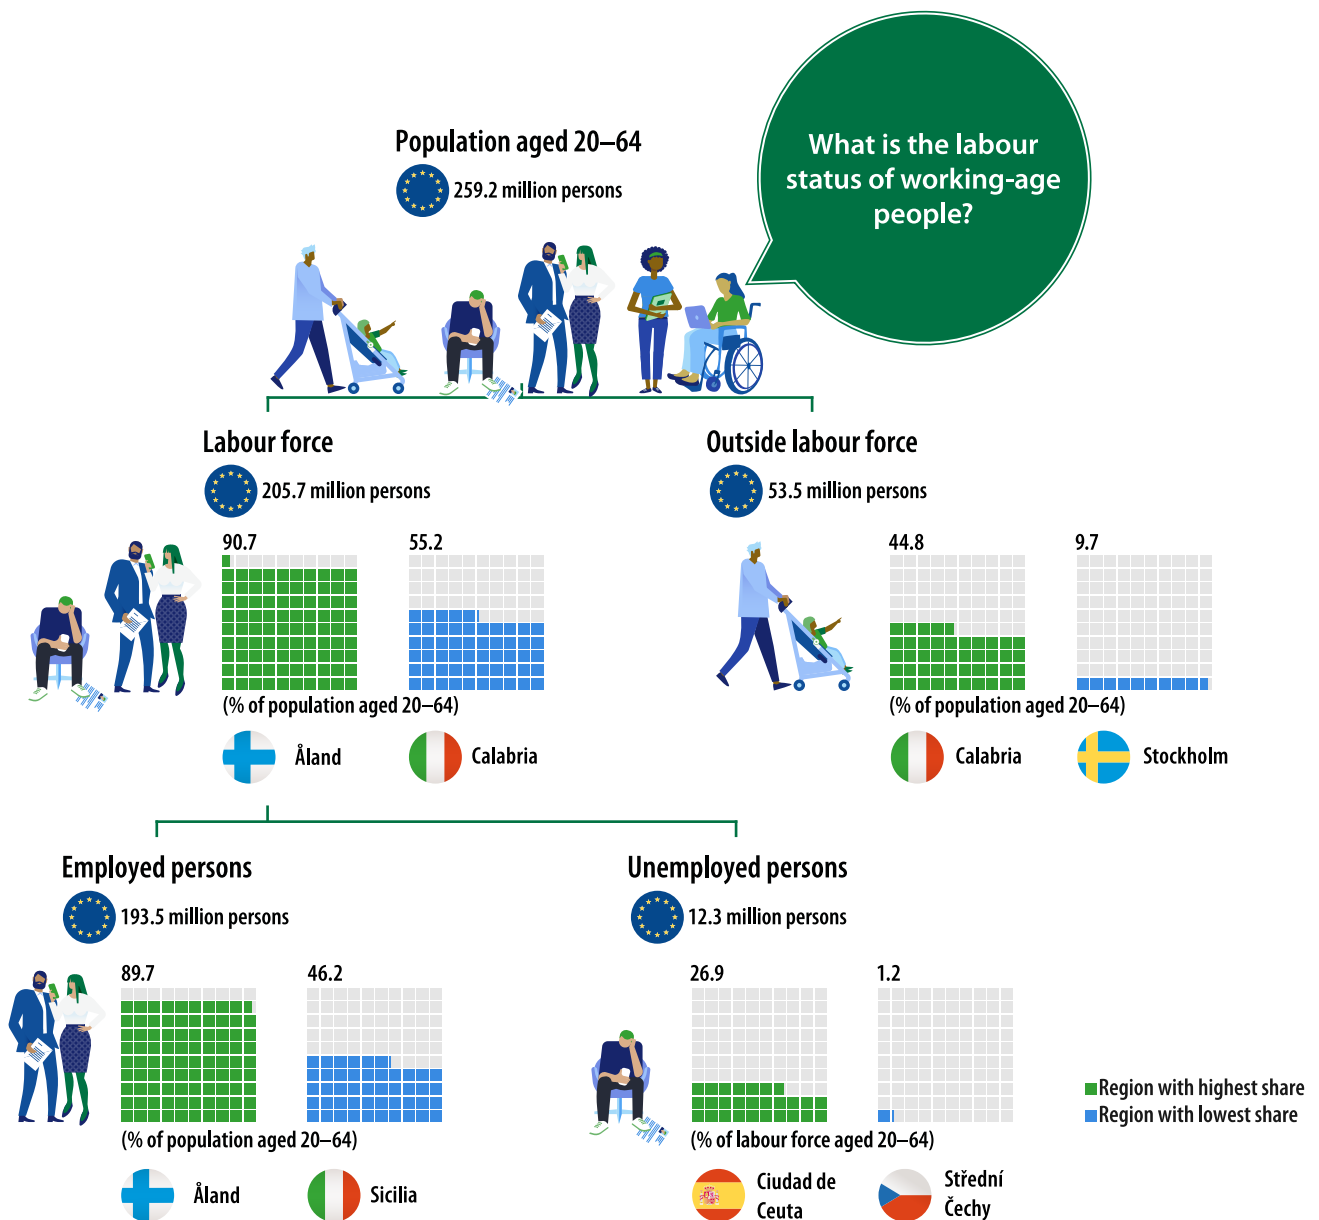 What is the labour
status of working-age
people?
Population aged 20–64
259.2 million persons
Labour force
205.7 million persons
90.7
55.2
(% of population aged 20–64)
Åland
Calabria
Outside labour force
53.5 million persons
44.8
9.7
(% of population aged 20–64)
Calabria
Stockholm
Employed persons
193.5 million persons
89.7
46.2
(% of population aged 20–64)
Åland
Sicilia
Unemployed persons
12.3 million persons
26.9
1.2
(% of labour force aged 20–64)
Ciudad de
Ceuta
Střední
Čechy
Region with highest share
Region with lowest share